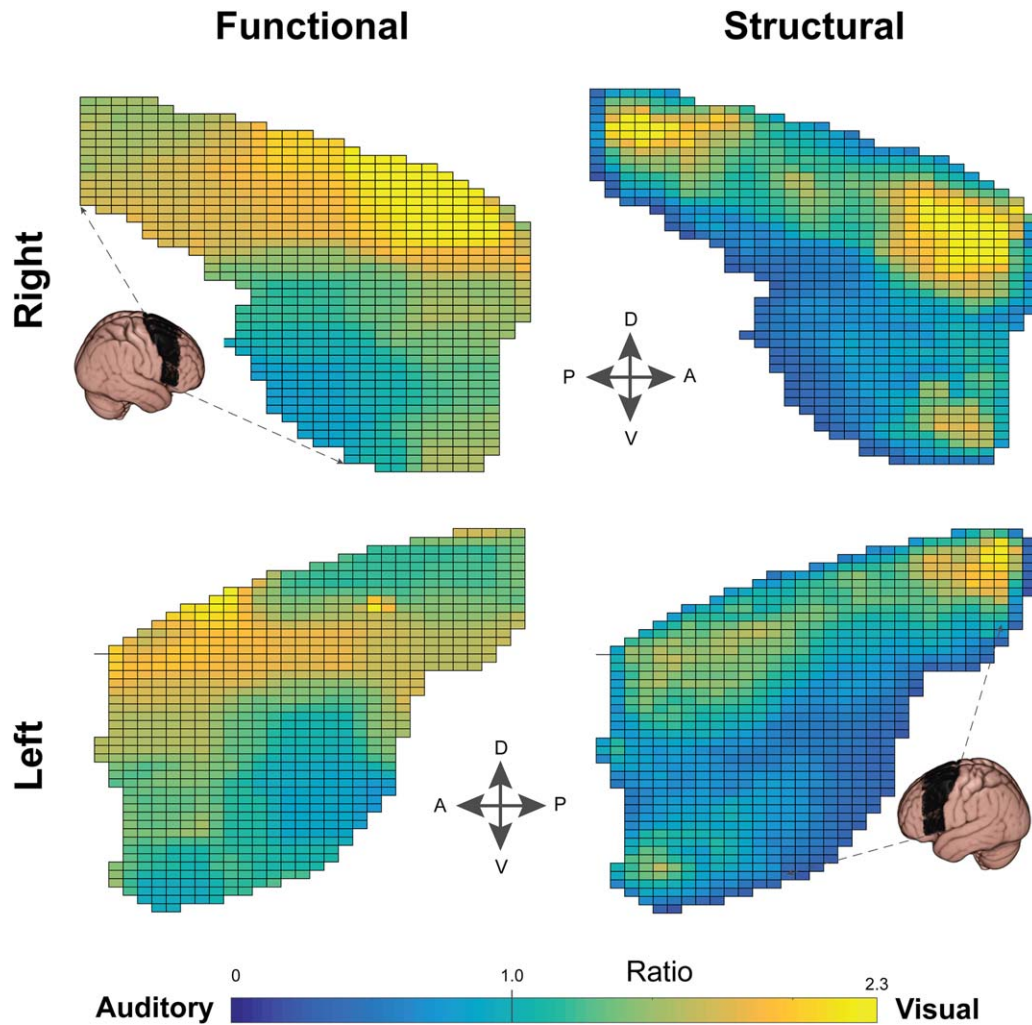 Functional Structural
Right
D
P A
V
Left
D
A P
V
0 1.0 Ratio 2.3
Auditory Visual